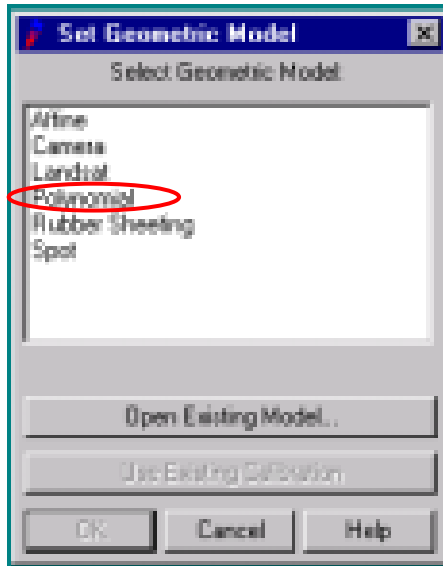 Set Geometric Model
Select Geometric Model:
Affine
Camera
Landsat
Polynomial
Rubber Sheeting
Spot
Open Existing Model...
Use Existing Calibration
OK
Cancel
Help